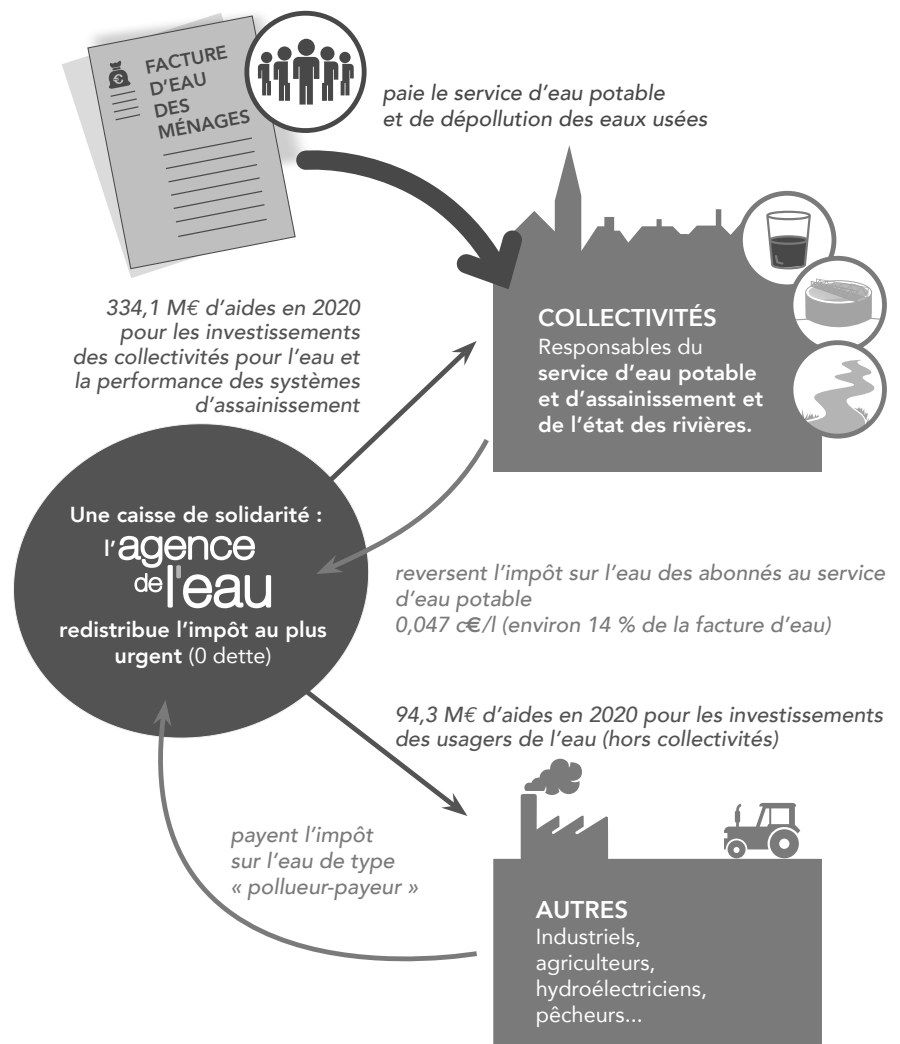 FACTURE
D'EAU
DES
MÉNAGES
paie le service d'eau potable
et de dépollution des eaux usées
334,1 M€ d'aides en 2020
pour les investissements
des collectivités pour l'eau et
la performance des systèmes
d'assainissement
COLLECTIVITÉS
Responsables du
service d'eau potable
et d'assainissement et
de l'état des rivières.
Une caisse de solidarité :
l'agence
de l'eau
redistribue l'impôt au plus
urgent (0 dette)
reversent l'impôt sur l'eau des abonnés au service
d'eau potable
0,047 c€/l (environ 14 % de la facture d'eau)
94,3 M€ d'aides en 2020 pour les investissements
des usagers de l'eau (hors collectivités)
payent l'impôt
sur l'eau de type
« pollueur-payeur »
AUTRES
Industriels,
agriculteurs,
hydroélectriciens,
pêcheurs...